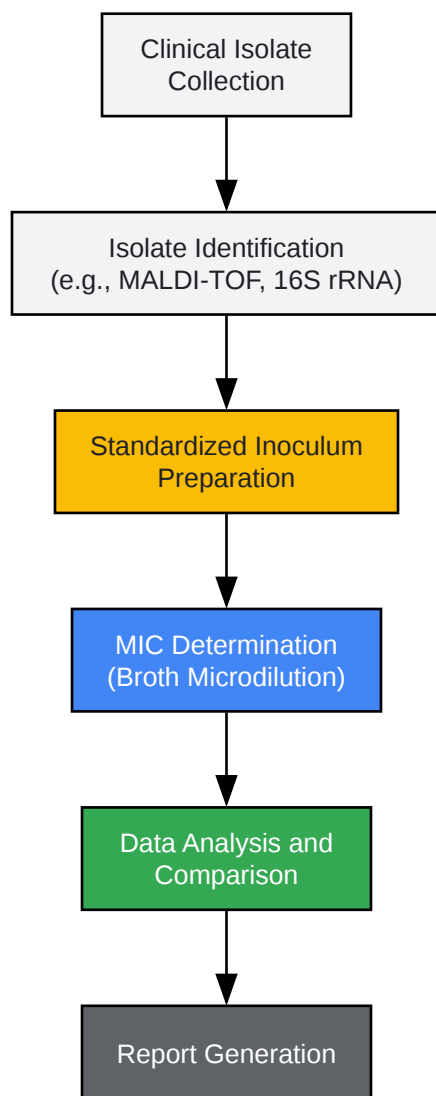 Clinical Isolate
Collection
Isolate Identification
(e.g., MALDI-TOF, 16S rRNA)
Standardized Inoculum
Preparation
MIC Determination
(Broth Microdilution)
Data Analysis and
Comparison
Report Generation